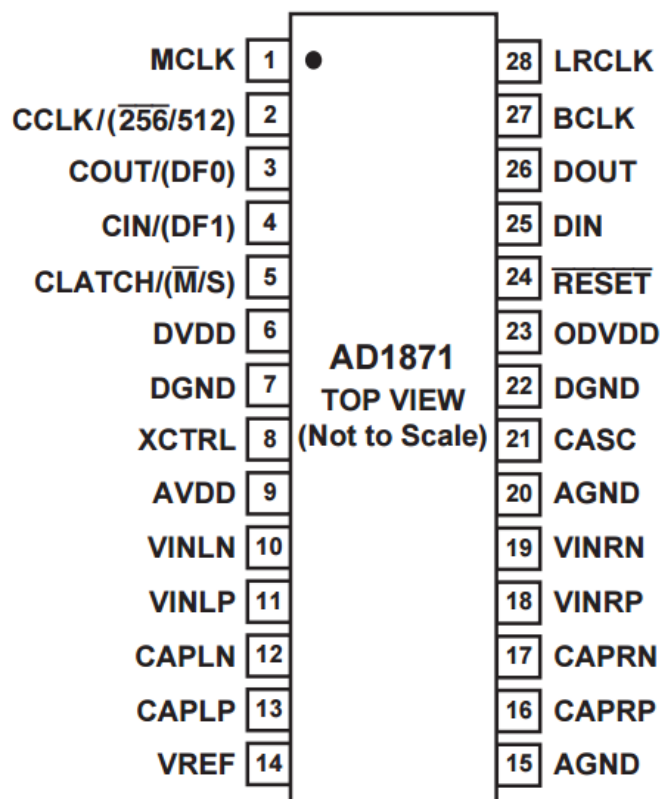 MCLK 1 28 LRCLK
CCLK/(2̅5̅6̅/512) 2 27 BCLK
COUT/(DF0) 3 26 DOUT
CIN/(DF1) 4 25 DIN
CLATCH/(M̅/S) 5 24 R̅E̅S̅E̅T̅
DVDD 6 23 ODVDD
AD1871
DGND 7 22 DGND
TOP VIEW
(Not to Scale)
XCTRL 8 21 CASC
AVDD 9 20 AGND
VINLN 10 19 VINRN
VINLP 11 18 VINRP
CAPLN 12 17 CAPRN
CAPLP 13 16 CAPRP
VREF 14 15 AGND